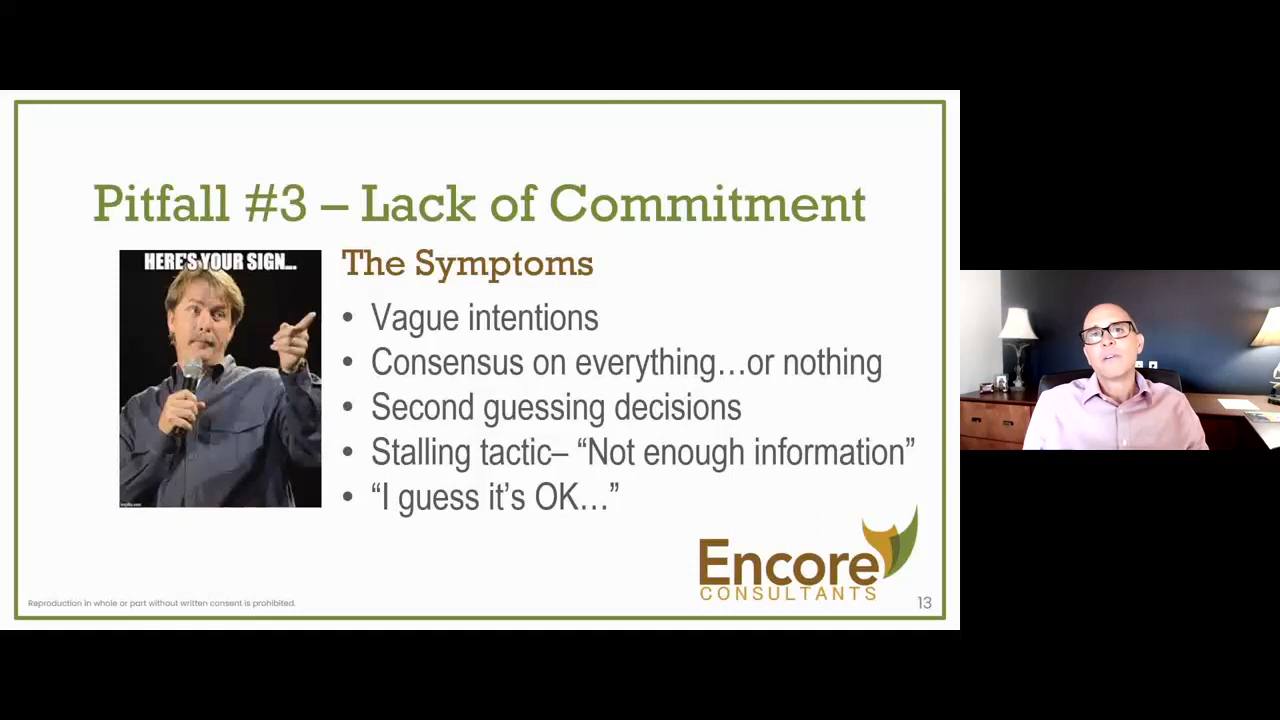 Pitfall #3 – Lack of Commitment
HERE'S YOUR SIGN...
The Symptoms
• Vague intentions
• Consensus on everything…or nothing
• Second guessing decisions
• Stalling tactic– “Not enough information”
• “I guess it’s OK…”
imgflip.com
Encore
CONSULTANTS
Reproduction in whole or part without written consent is prohibited.
13